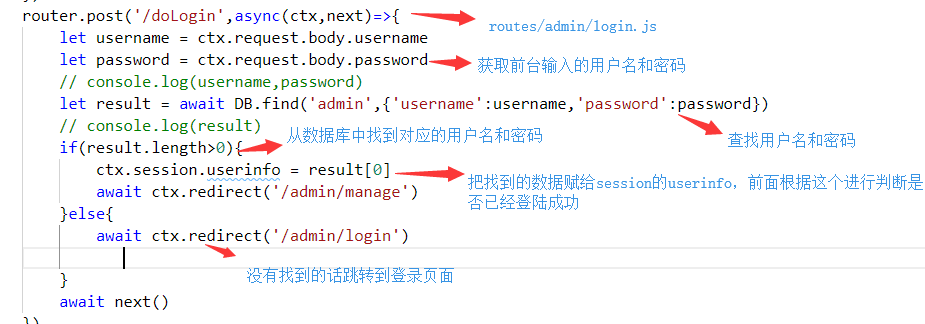 router.post('/doLogin',async(ctx,next)=>{
routes/admin/login.js
let username = ctx.request.body.username
let password = ctx.request.body.password
获取前台输入的用户名和密码
// console.log(username,password)
let result = await DB.find('admin',{'username':username,'password':password})
// console.log(result)
从数据库中找到对应的用户名和密码
查找用户名和密码
if(result.length>0){
ctx.session.userinfo = result[0]
把找到的数据赋给session的userinfo，前面根据这个进行判断是
否已经登陆成功
await ctx.redirect('/admin/manage')
}else{
await ctx.redirect('/admin/login')
没有找到的话跳转到登录页面
}
await next()
})